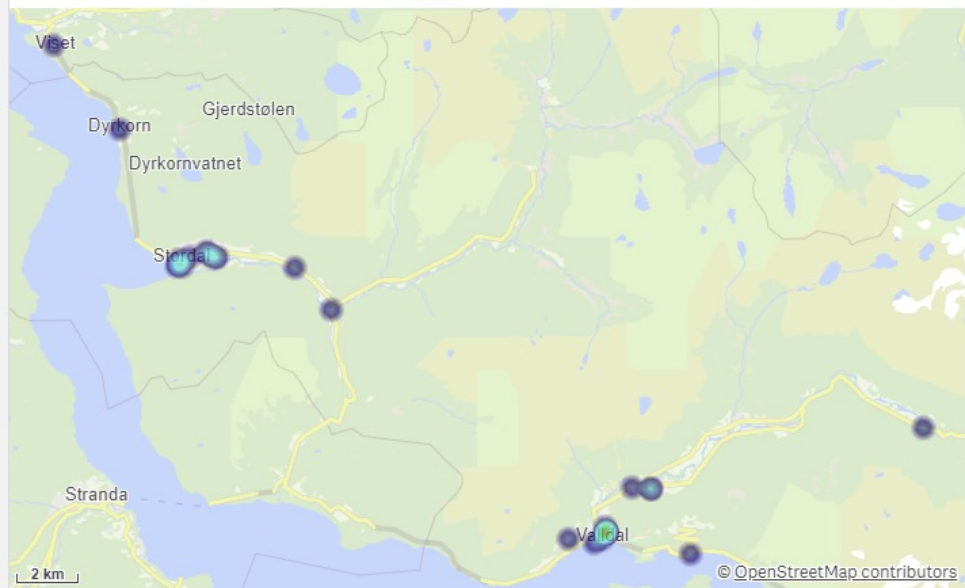 Viset
Gjerdstølen
Dyrkorn
Dyrkornvatnet
Stordal
Stranda
Valldal
2 km
© OpenStreetMap contributors